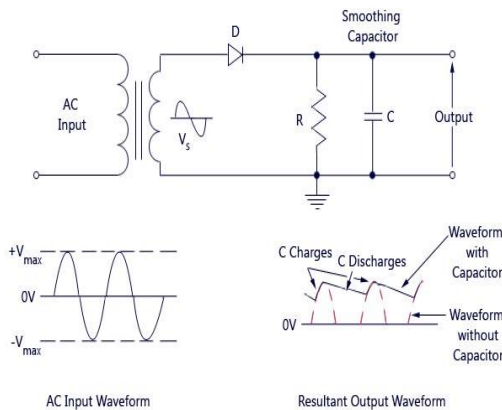 D
Smoothing
Capacitor
AC
Input
Vs
R
C
Output
+Vmax
0V
-Vmax
C Charges
C Discharges
Waveform
with
Capacitor
0V
Waveform
without
Capacitor
AC Input Waveform
Resultant Output Waveform